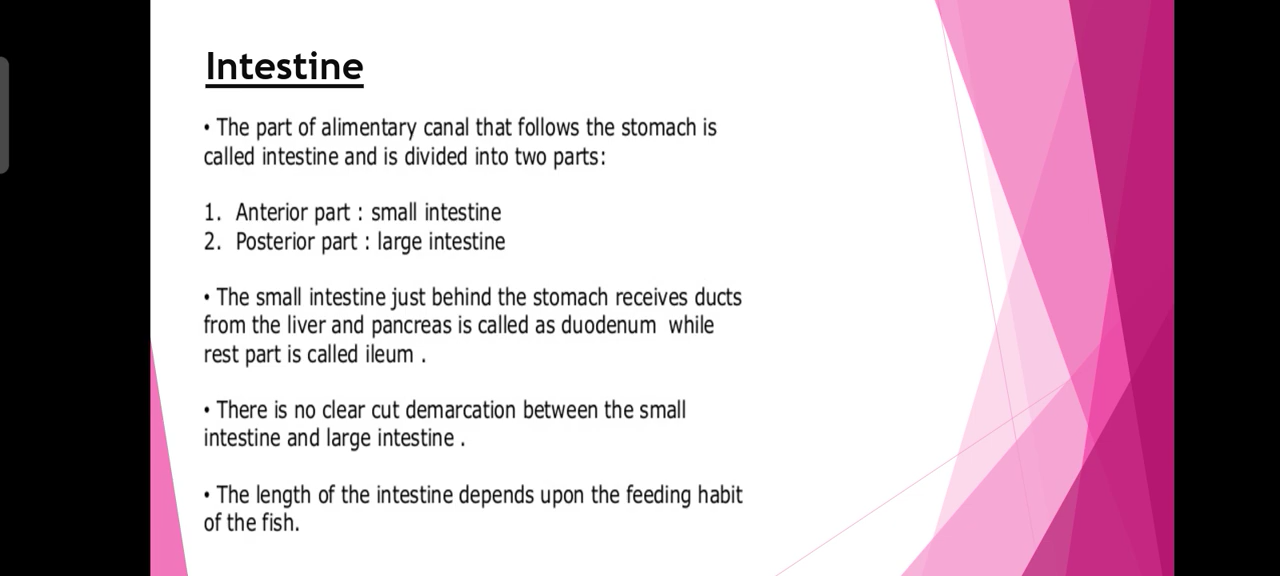 Intestine
• The part of alimentary canal that follows the stomach is
called intestine and is divided into two parts:
1. Anterior part : small intestine
2. Posterior part : large intestine
• The small intestine just behind the stomach receives ducts
from the liver and pancreas is called as duodenum  while
rest part is called ileum .
• There is no clear cut demarcation between the small
intestine and large intestine .
• The length of the intestine depends upon the feeding habit
of the fish.